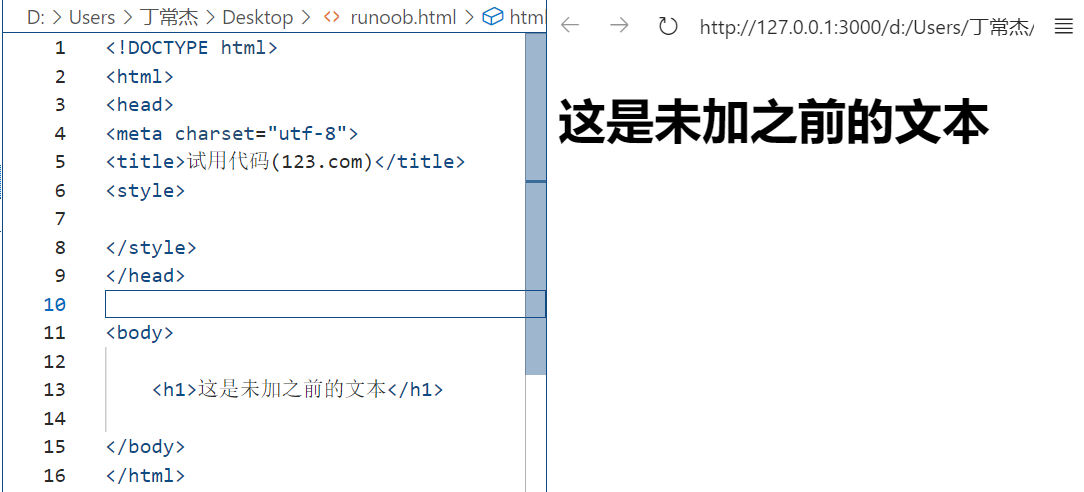 D: > Users > 丁常杰 > Desktop > <> runoob.html > html
1 <!DOCTYPE html>
2 <html>
3 <head>
4 <meta charset="utf-8">
5 <title>试用代码(123.com)</title>
6 <style>
7
8 </style>
9 </head>
10
11 <body>
12
13 <h1>这是未加之前的文本</h1>
14
15 </body>
16 </html>
http://127.0.0.1:3000/d:/Users/丁常杰/
这是未加之前的文本